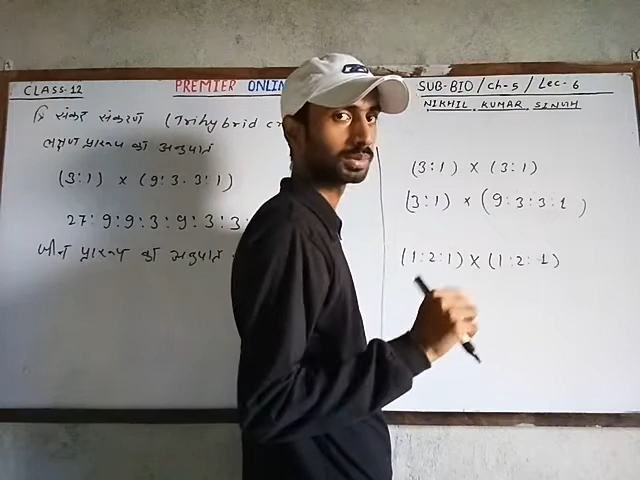 CLASS-12
PREMIER ONLIN
SUB-BIO/Ch-5/Lec-6
NIKHIL KUMAR SINGH
त्रि संकर संकरण (Trihybrid c
लक्षण प्रारूप का अनुपात
(3:1) × (9:3:3:1)
27:9:9:3:9:3:3:
जीन प्रारूप का अनुपात
(3:1) × (3:1)
(3:1) × (9:3:3:1)
(1:2:1) × (1:2:1)